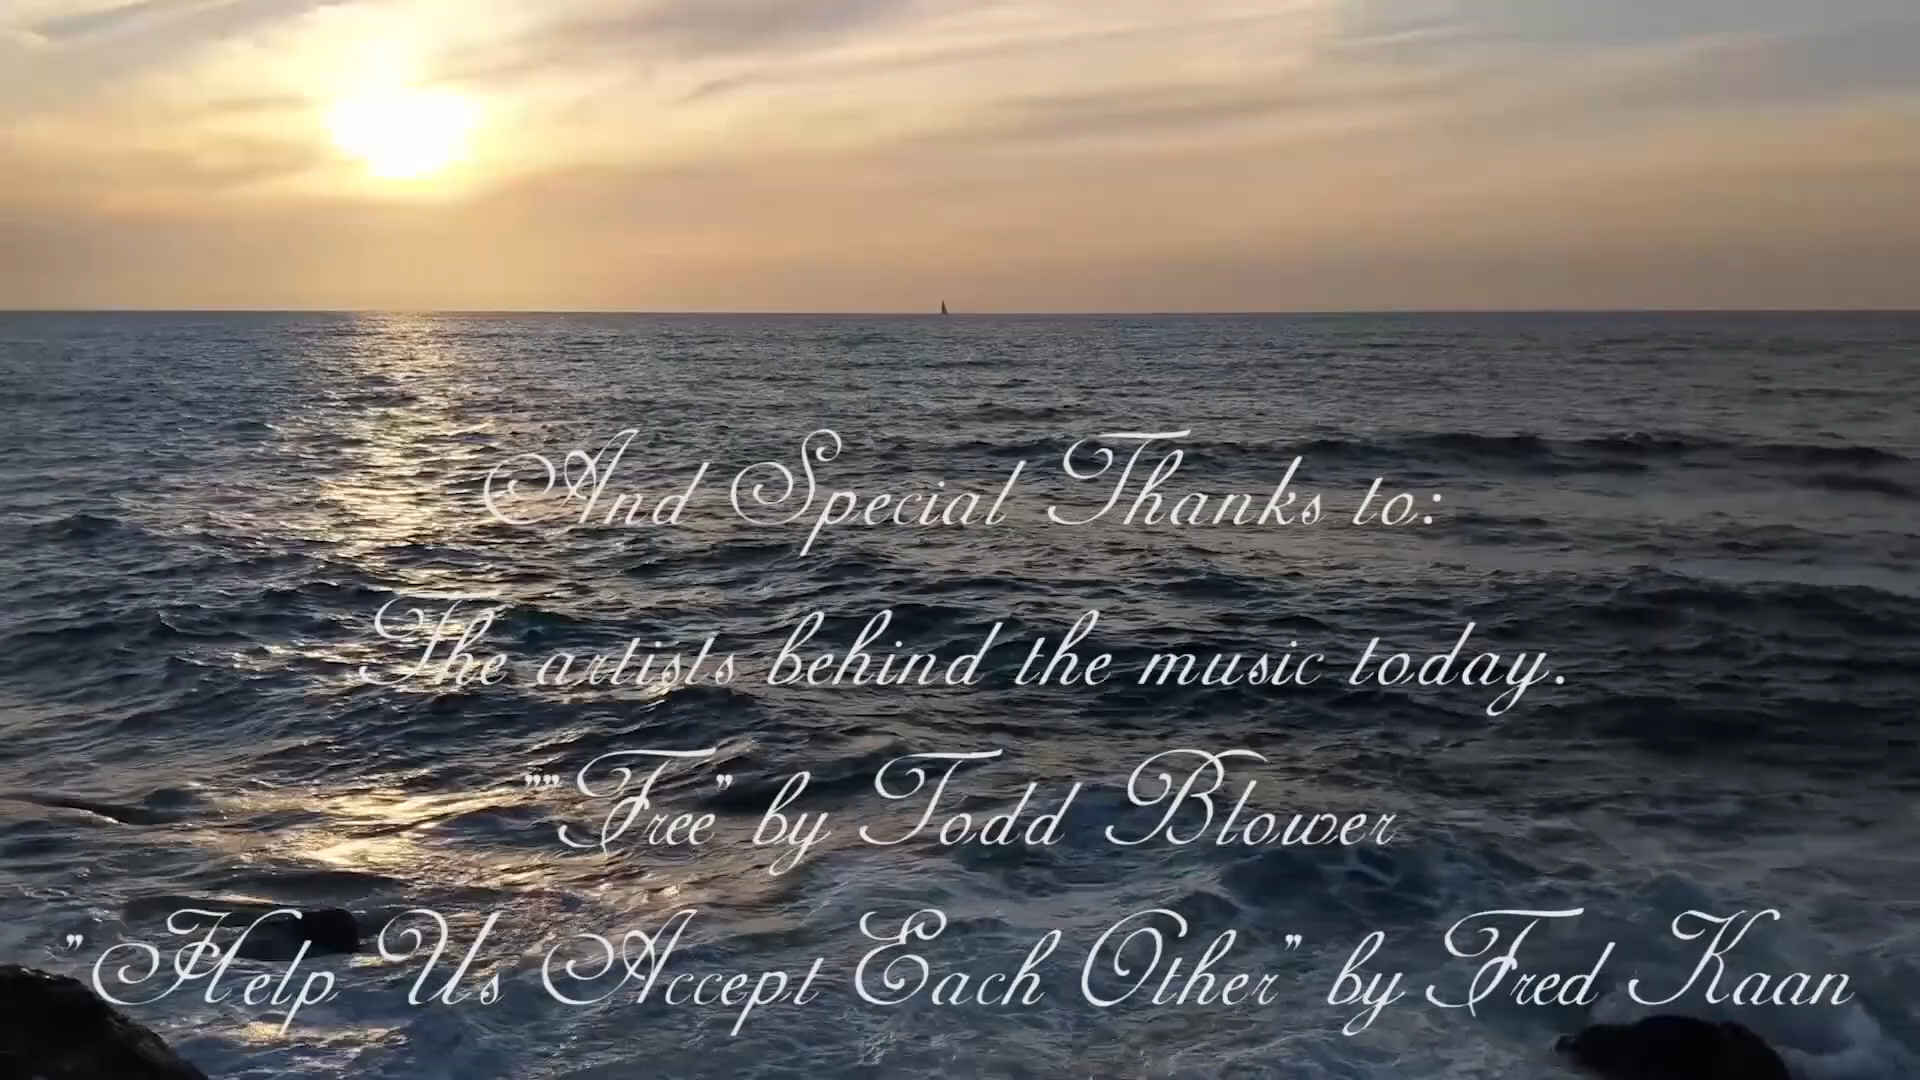 And Special Thanks to:
The artists behind the music today.
""Free" by Todd Blower
"Help Us Accept Each Other" by Fred Kaan